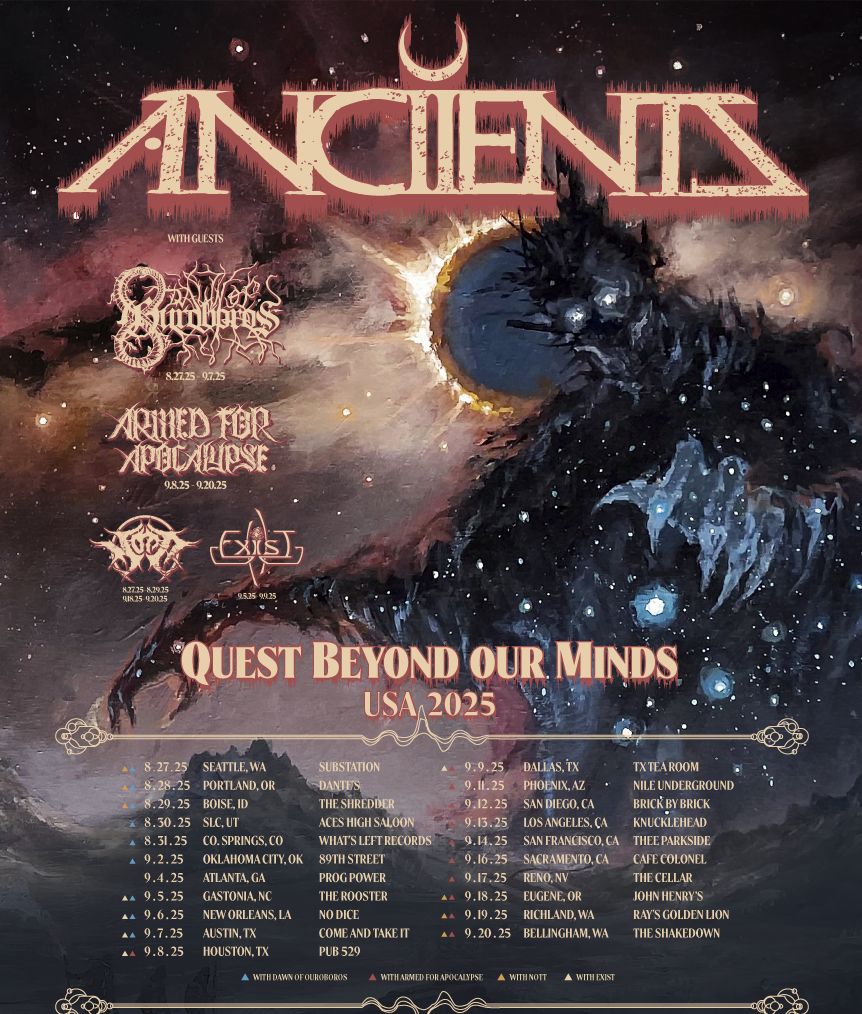 ANCIIENTS
WITH GUESTS
Dawn of Ouroboros
8.27.25 - 9.7.25
ARMED FOR
APOCALYPSE.
9.8.25 - 9.20.25
NOTT EXIST
8.27.25 - 8.29.25
9.18.25 - 9.20.25
9.5.25 - 9.9.25
QUEST BEYOND OUR MINDS
USA 2025
8.27.25 SEATTLE, WA SUBSTATION
8.28.25 PORTLAND, OR DANTE'S
8.29.25 BOISE, ID THE SHREDDER
8.30.25 SLC, UT ACES HIGH SALOON
8.31.25 CO. SPRINGS, CO WHAT'S LEFT RECORDS
9.2.25 OKLAHOMA CITY, OK 89TH STREET
9.4.25 ATLANTA, GA PROG POWER
9.5.25 GASTONIA, NC THE ROOSTER
9.6.25 NEW ORLEANS, LA NO DICE
9.7.25 AUSTIN, TX COME AND TAKE IT
9.8.25 HOUSTON, TX PUB 529
9.9.25 DALLAS, TX TX TEA ROOM
9.11.25 PHOENIX, AZ NILE UNDERGROUND
9.12.25 SAN DIEGO, CA BRICK BY BRICK
9.13.25 LOS ANGELES, CA KNUCKLEHEAD
9.14.25 SAN FRANCISCO, CA THEE PARKSIDE
9.16.25 SACRAMENTO, CA CAFE COLONEL
9.17.25 RENO, NV THE CELLAR
9.18.25 EUGENE, OR JOHN HENRY'S
9.19.25 RICHLAND, WA RAY'S GOLDEN LION
9.20.25 BELLINGHAM, WA THE SHAKEDOWN
WITH DAWN OF OUROBOROS WITH ARMED FOR APOCALYPSE WITH NOTT WITH EXIST